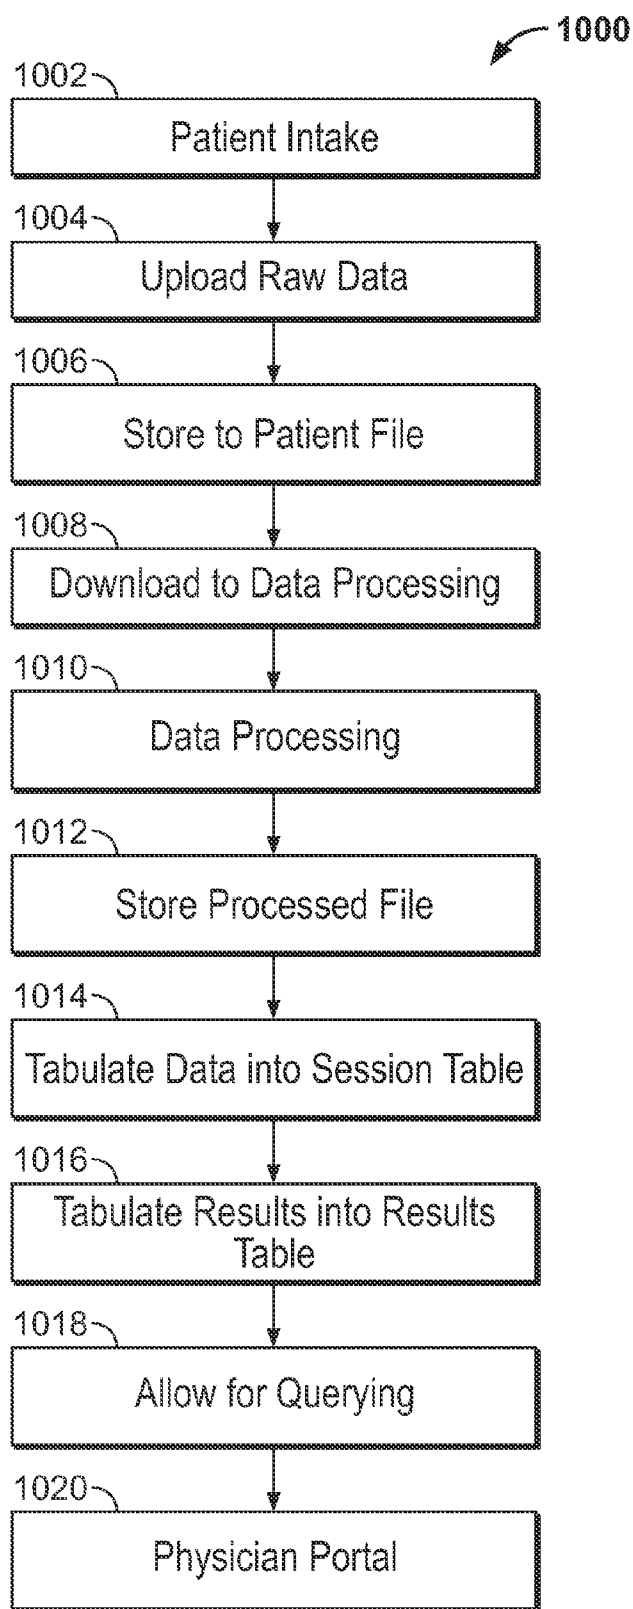 1000
1002
Patient Intake
1004
Upload Raw Data
1006
Store to Patient File
1008
Download to Data Processing
1010
Data Processing
1012
Store Processed File
1014
Tabulate Data into Session Table
1016
Tabulate Results into Results
Table
1018
Allow for Querying
1020
Physician Portal